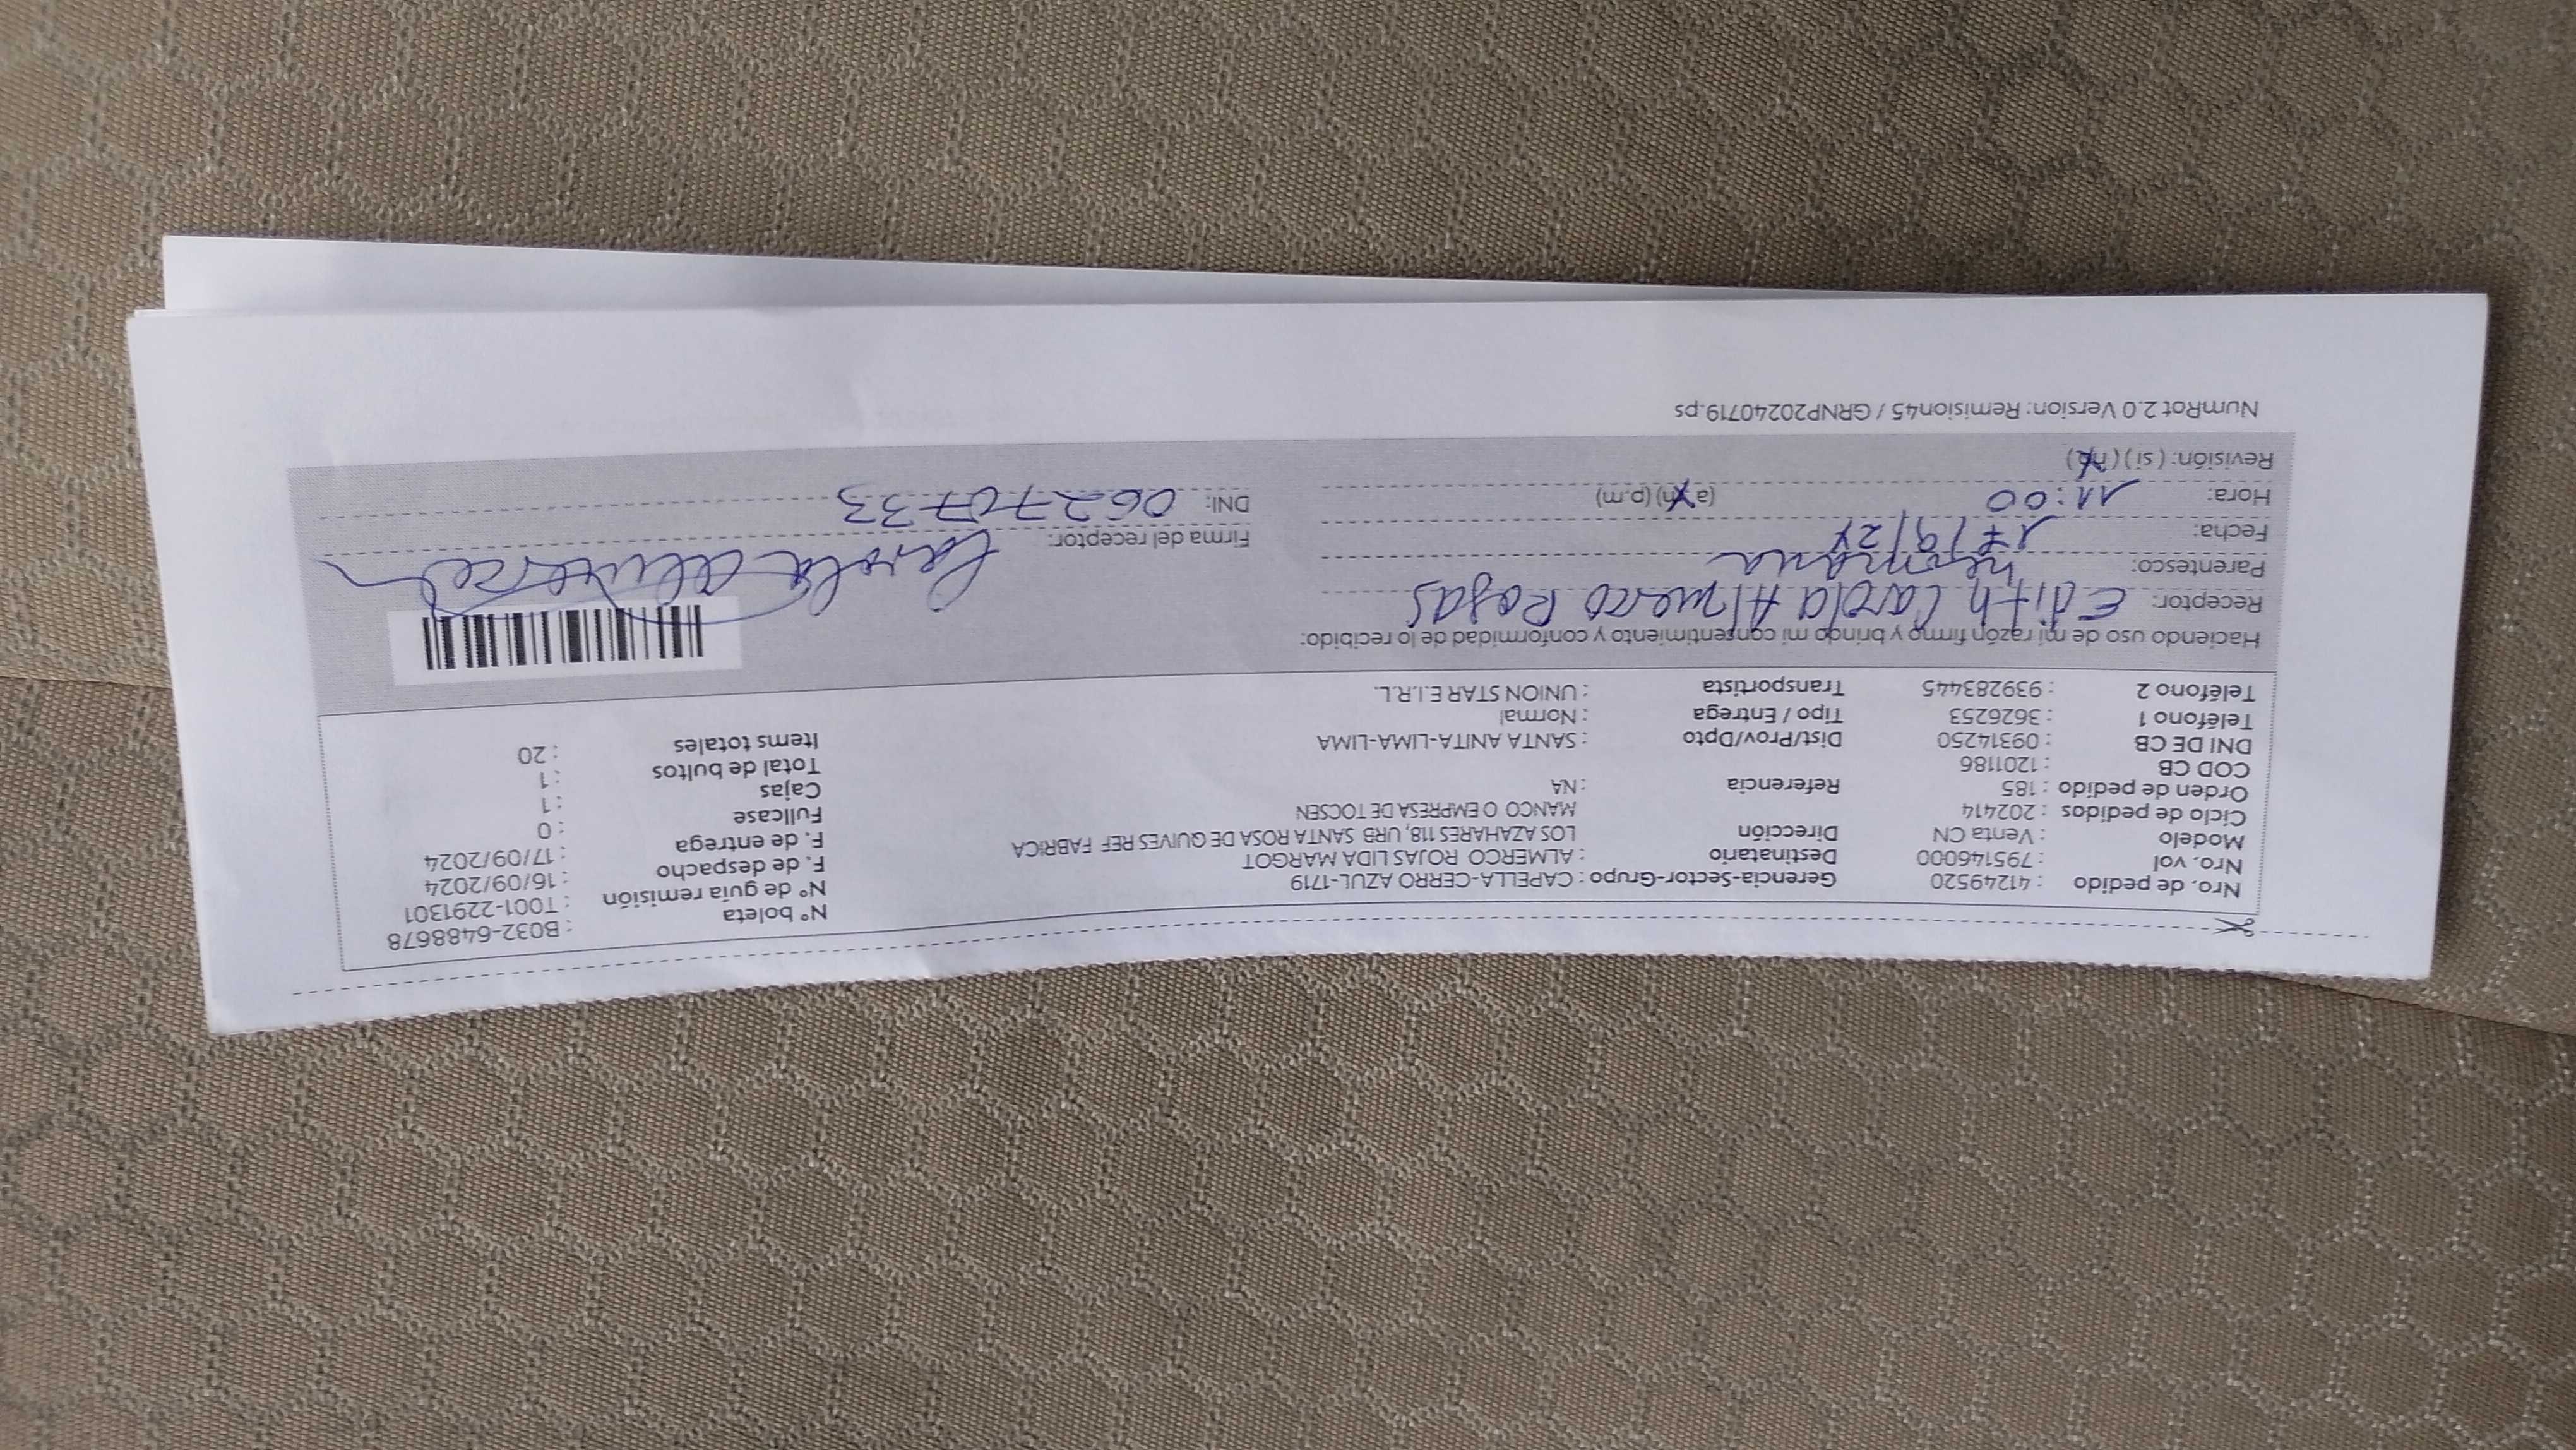 Nro. de pedido : 41249520 Gerencia-Sector-Grupo : CAPELLA-CERRO AZUL-1719 N° boleta : B032-6488678
Nro. vol : 795146000 Destinatario : ALMERCO ROJAS LIDA MARGOT N° de guia remisión : T001-2291301
Modelo : Venta CN Dirección LOS AZAHARES 118, URB SANTA ROSA DE QUIVES REF FABRICA F. de despacho : 16/09/2024
Ciclo de pedidos : 202414 MANCO O EMPRESA DE TOCSEN F. de entrega : 17/09/2024
Orden de pedido : 185 Referencia : NA Fullcase : 0
COD CB : 1201186 Cajas : 1
DNI DE CB : 09314250 Dist/Prov/Dpto : SANTA ANITA-LIMA-LIMA Total de bultos : 1
Teléfono 1 : 3626253 Tipo / Entrega : Normal Items totales : 20
Teléfono 2 : 939283445 Transportista : UNION STAR E.I.R.L.
Haciendo uso de mi razón firmo y brindo mi consentimiento y conformidad de lo recibido:
Receptor: Edith Carola Almerco Rojas
Parentesco: hermana Firma del receptor: Carola
Fecha: 17/9/24
Hora: 11:00 (a.m) (p.m) DNI: 06270733
Revisión: (si) (no)
NumRot 2.0 Version: Remision45 / GRNP20240719.ps